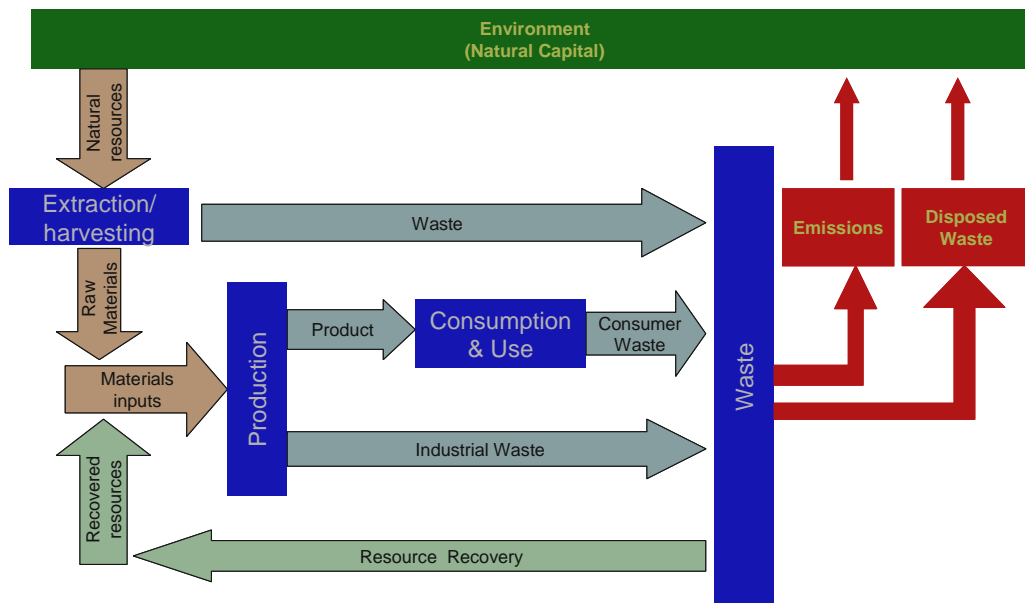 Environment
(Natural Capital)
Natural
resources
Extraction/
harvesting
Waste
Emissions
Disposed
Waste
Raw
Materials
Product
Consumption
& Use
Consumer
Waste
Materials
inputs
Production
Waste
Industrial Waste
Recovered
resources
Resource Recovery